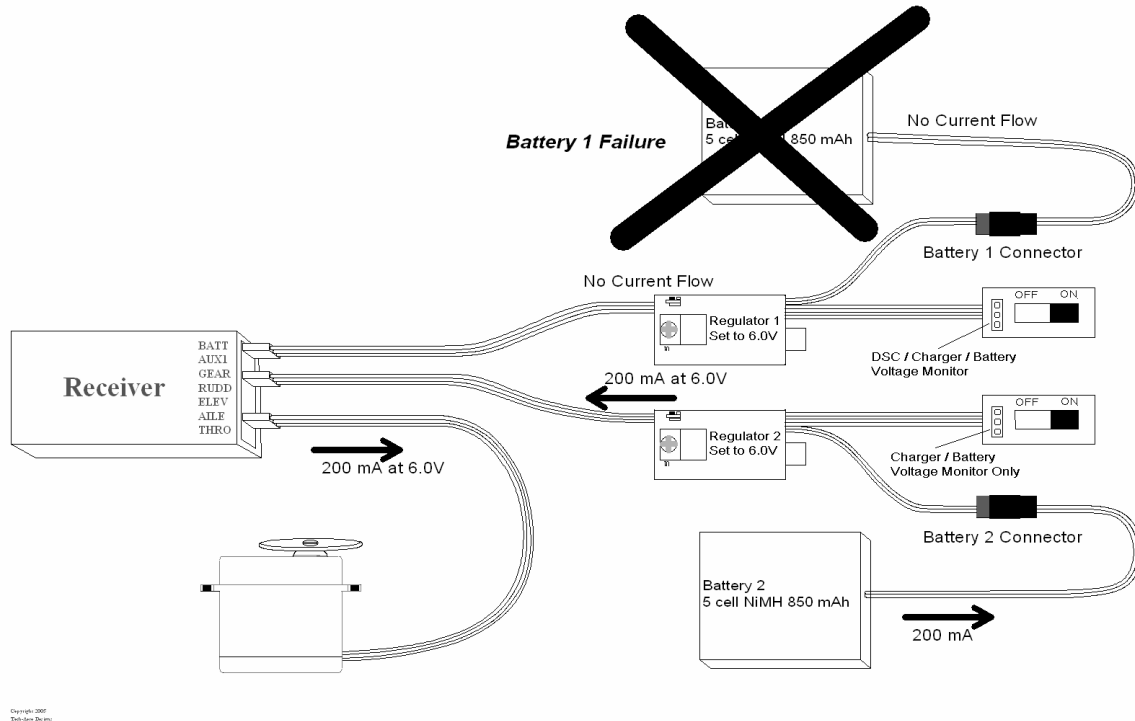 Battery 1 Failure
5 cell 850 mAh
No Current Flow
Battery 1 Connector
No Current Flow
Regulator 1
Set to 6.0V
OFF ON
DSC / Charger / Battery
Voltage Monitor
BATT
AUX1
GEAR
RUDD
ELEV
AILE
THRO
Receiver
200 mA at 6.0V
200 mA at 6.0V
Regulator 2
Set to 6.0V
OFF ON
Charger / Battery
Voltage Monitor Only
Battery 2 Connector
Battery 2
5 cell NiMH 850 mAh
200 mA
Copyright 2005